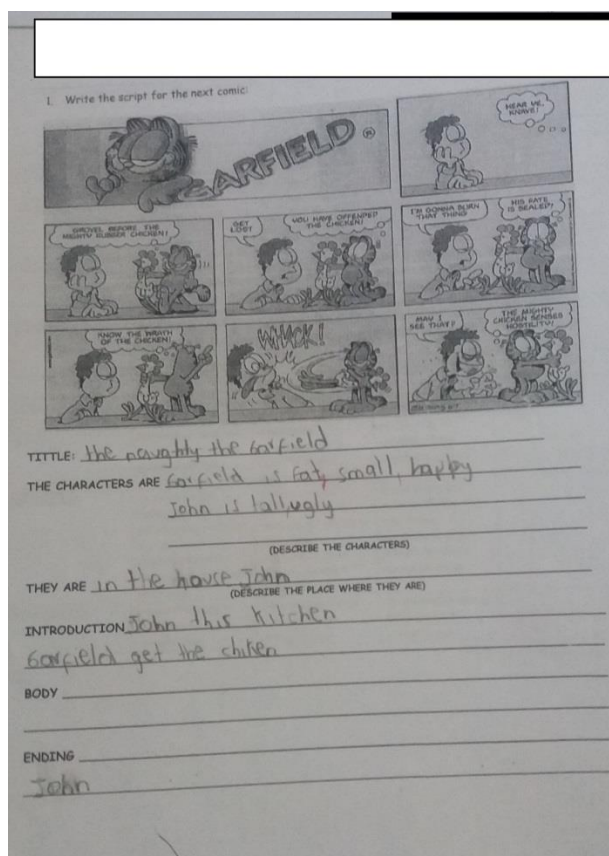 1. Write the script for the next comic:
GARFIELD ®
HEAR ME,
KNAVE!
GROVEL BEFORE THE
MIGHTY RUBBER CHICKEN!
GET
LOST
YOU HAVE OFFENDED
THE CHICKEN!
I'M GONNA BURN
THAT THING
HIS FATE
IS SEALED!
KNOW THE WRATH
OF THE CHICKEN!
WHACK!
MAY I
SEE THAT?
THE MIGHTY
CHICKEN SENSES
HOSTILITY!
TITTLE: the naughty the Garfield
THE CHARACTERS ARE Garfield is fat, small, happy
John is tall, ugly
(DESCRIBE THE CHARACTERS)
THEY ARE in the house John
(DESCRIBE THE PLACE WHERE THEY ARE)
INTRODUCTION John this kitchen
Garfield get the chiken
BODY
ENDING
John